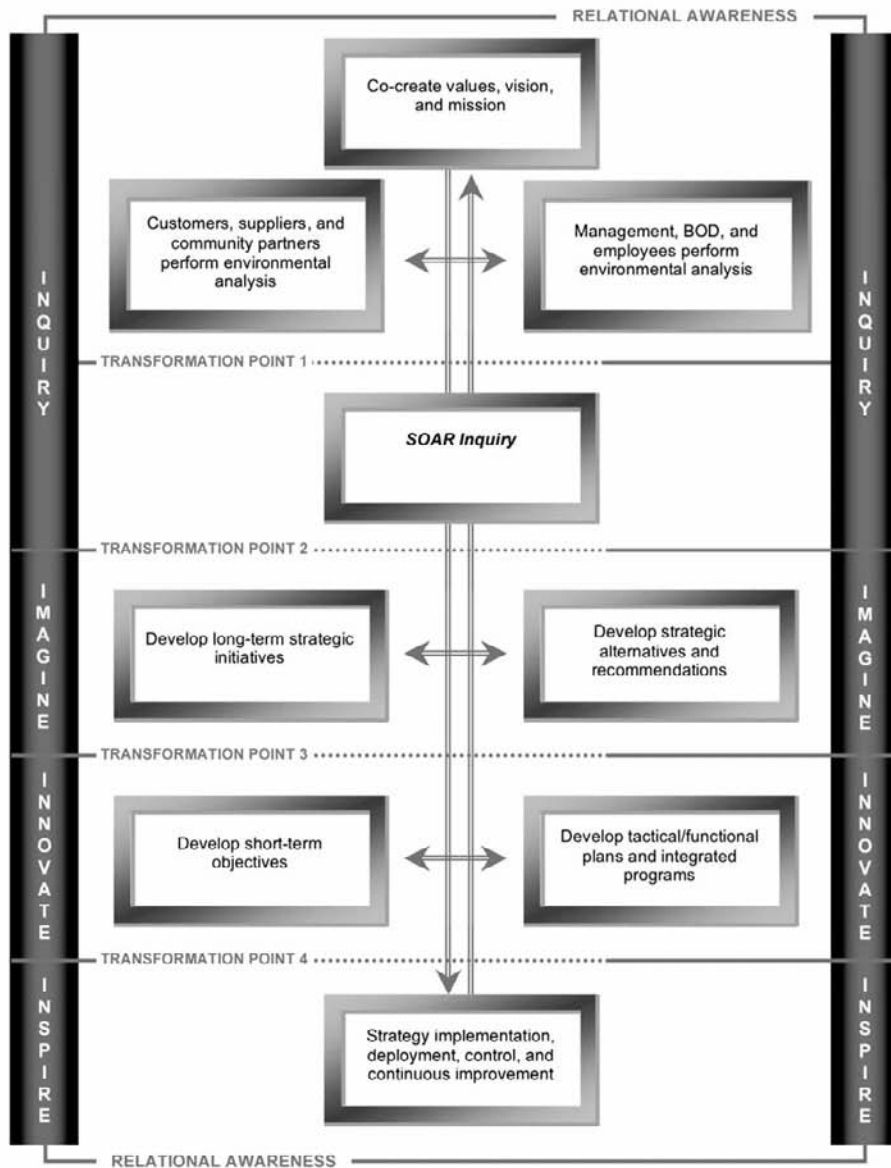 RELATIONAL AWARENESS
Co-create values, vision,
and mission
Customers, suppliers, and
community partners
perform environmental
analysis
Management, BOD, and
employees perform
environmental analysis
INQUIRY
INQUIRY
TRANSFORMATION POINT 1
SOAR Inquiry
TRANSFORMATION POINT 2
IMAGINE
IMAGINE
Develop long-term strategic
initiatives
Develop strategic
alternatives and
recommendations
TRANSFORMATION POINT 3
INNOVATE
INNOVATE
Develop short-term
objectives
Develop tactical/functional
plans and integrated
programs
TRANSFORMATION POINT 4
INSPIRE
INSPIRE
Strategy implementation,
deployment, control, and
continuous improvement
RELATIONAL AWARENESS